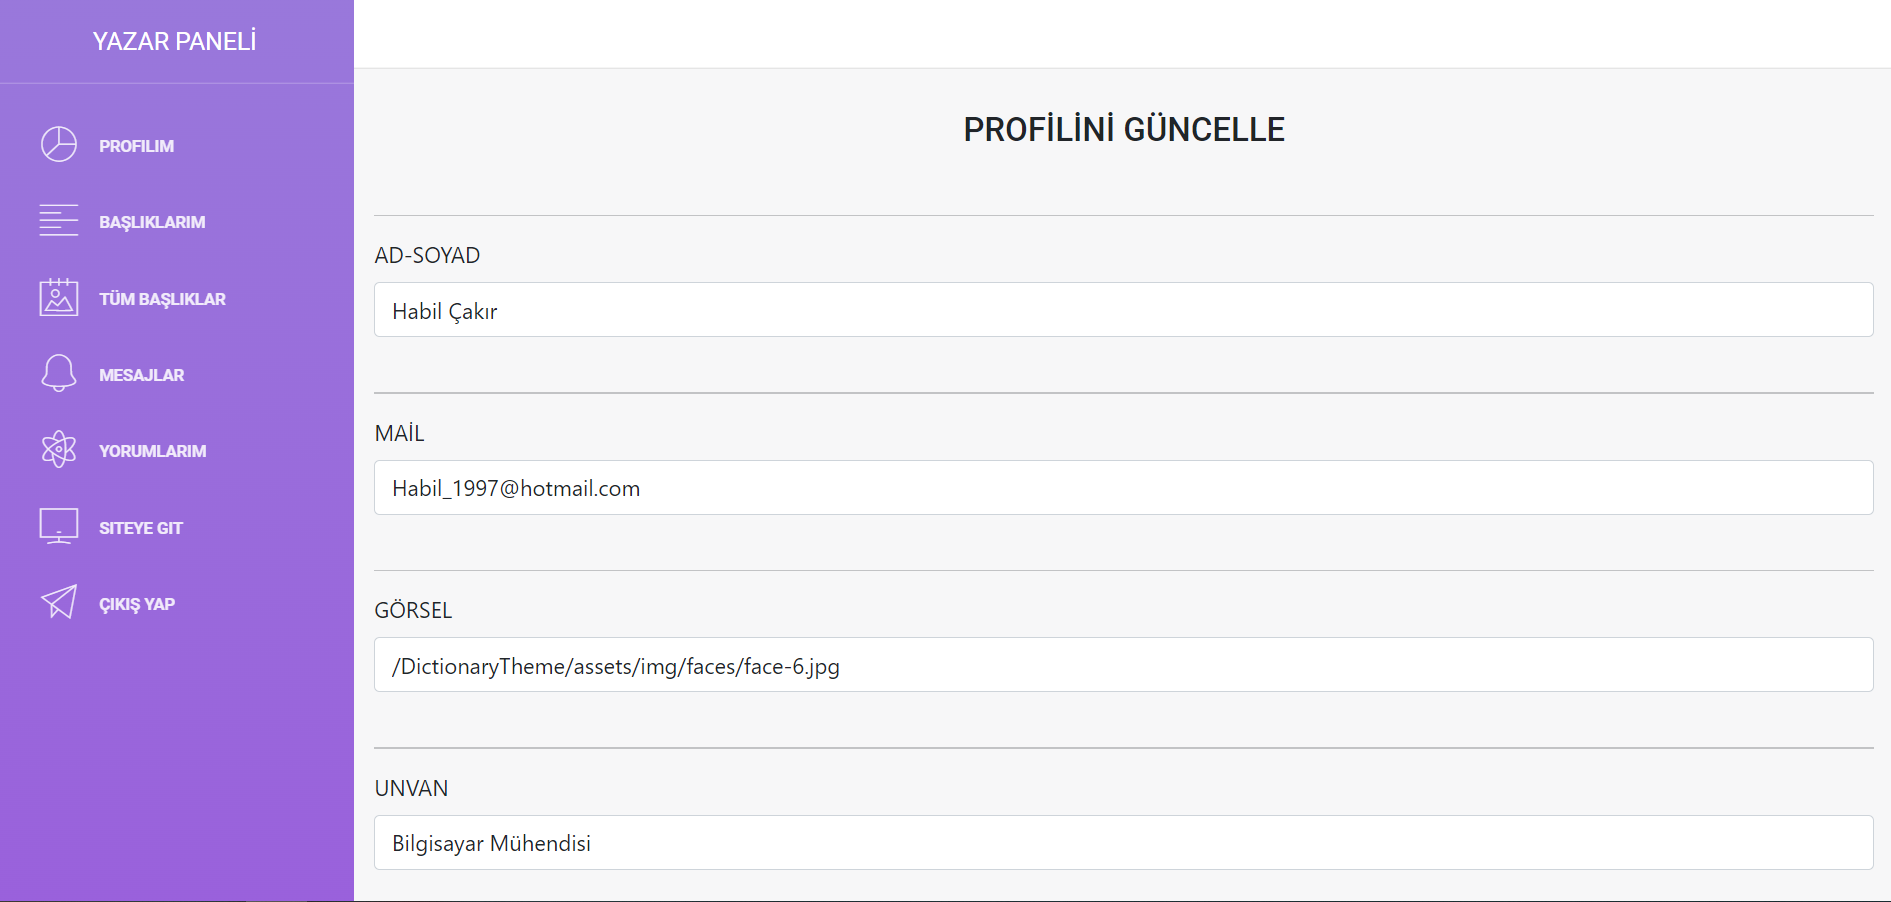 YAZAR PANELİ
PROFILIM
BAŞLIKLARIM
TÜM BAŞLIKLAR
MESAJLAR
YORUMLARIM
SITEYE GIT
ÇIKIŞ YAP
PROFİLİNİ GÜNCELLE
AD-SOYAD
Habil Çakır
MAİL
Habil_1997@hotmail.com
GÖRSEL
/DictionaryTheme/assets/img/faces/face-6.jpg
UNVAN
Bilgisayar Mühendisi